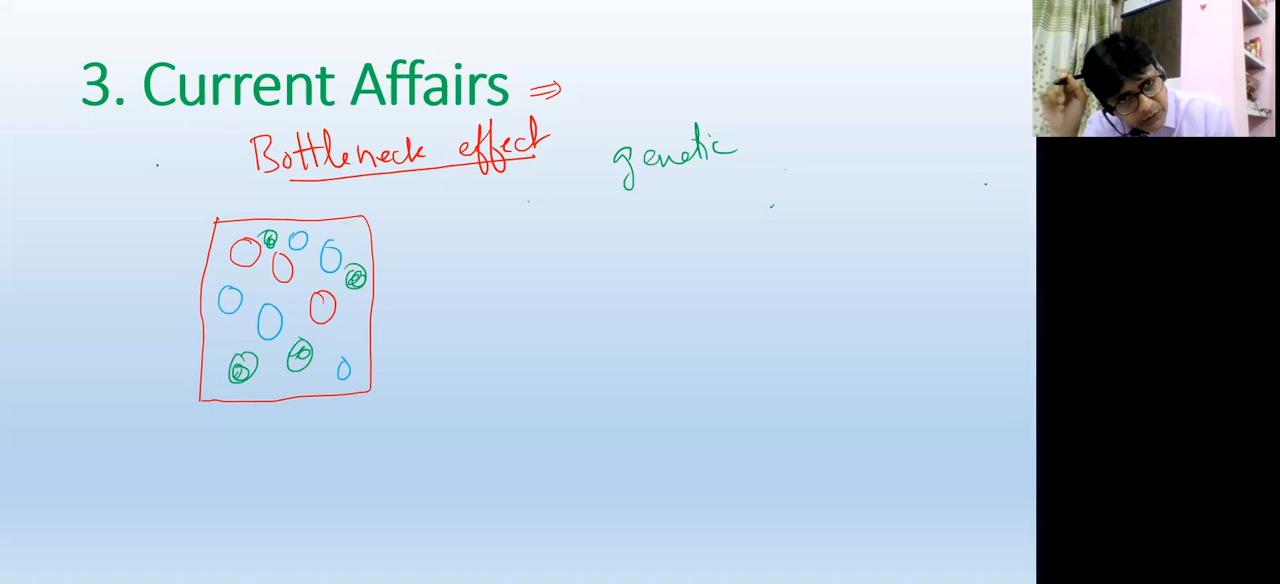 3. Current Affairs ⇒
Bottleneck effect
genetic